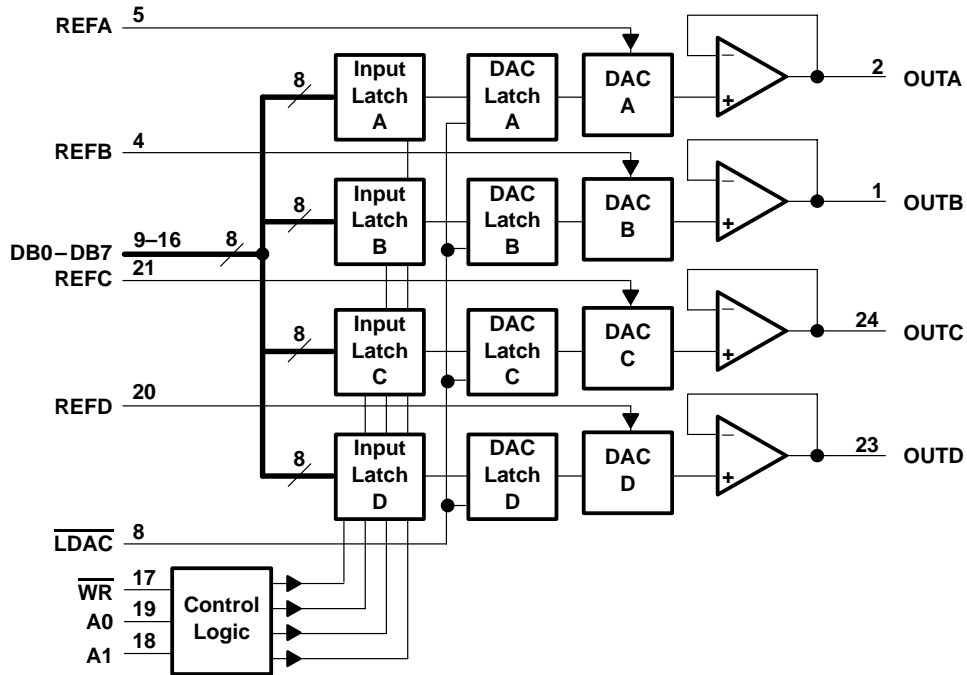 REFA 5
8 Input Latch A
DAC Latch A
DAC A
− +
2 OUTA
REFB 4
8 Input Latch B
DAC Latch B
DAC B
− +
1 OUTB
DB0–DB7 9–16 8
REFC 21
8 Input Latch C
DAC Latch C
DAC C
− +
24 OUTC
REFD 20
8 Input Latch D
DAC Latch D
DAC D
− +
23 OUTD
LDAC 8
WR 17
A0 19
A1 18
Control Logic